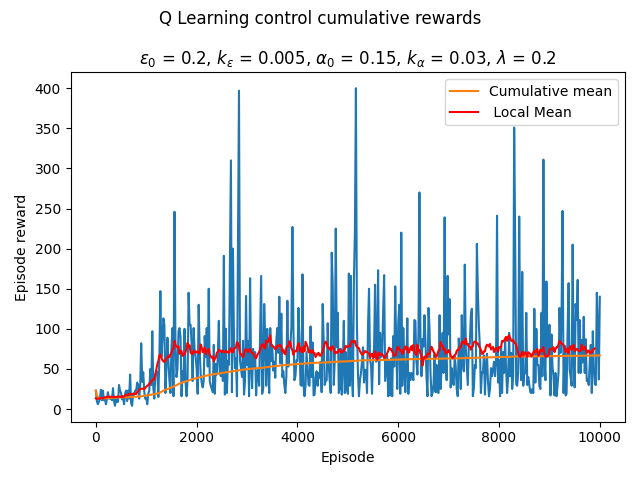 Q Learning control cumulative rewards
ε₀ = 0.2, kε = 0.005, α₀ = 0.15, kα = 0.03, λ = 0.2
Cumulative mean
Local Mean
Episode reward
400
350
300
250
200
150
100
50
0
0 2000 4000 6000 8000 10000
Episode